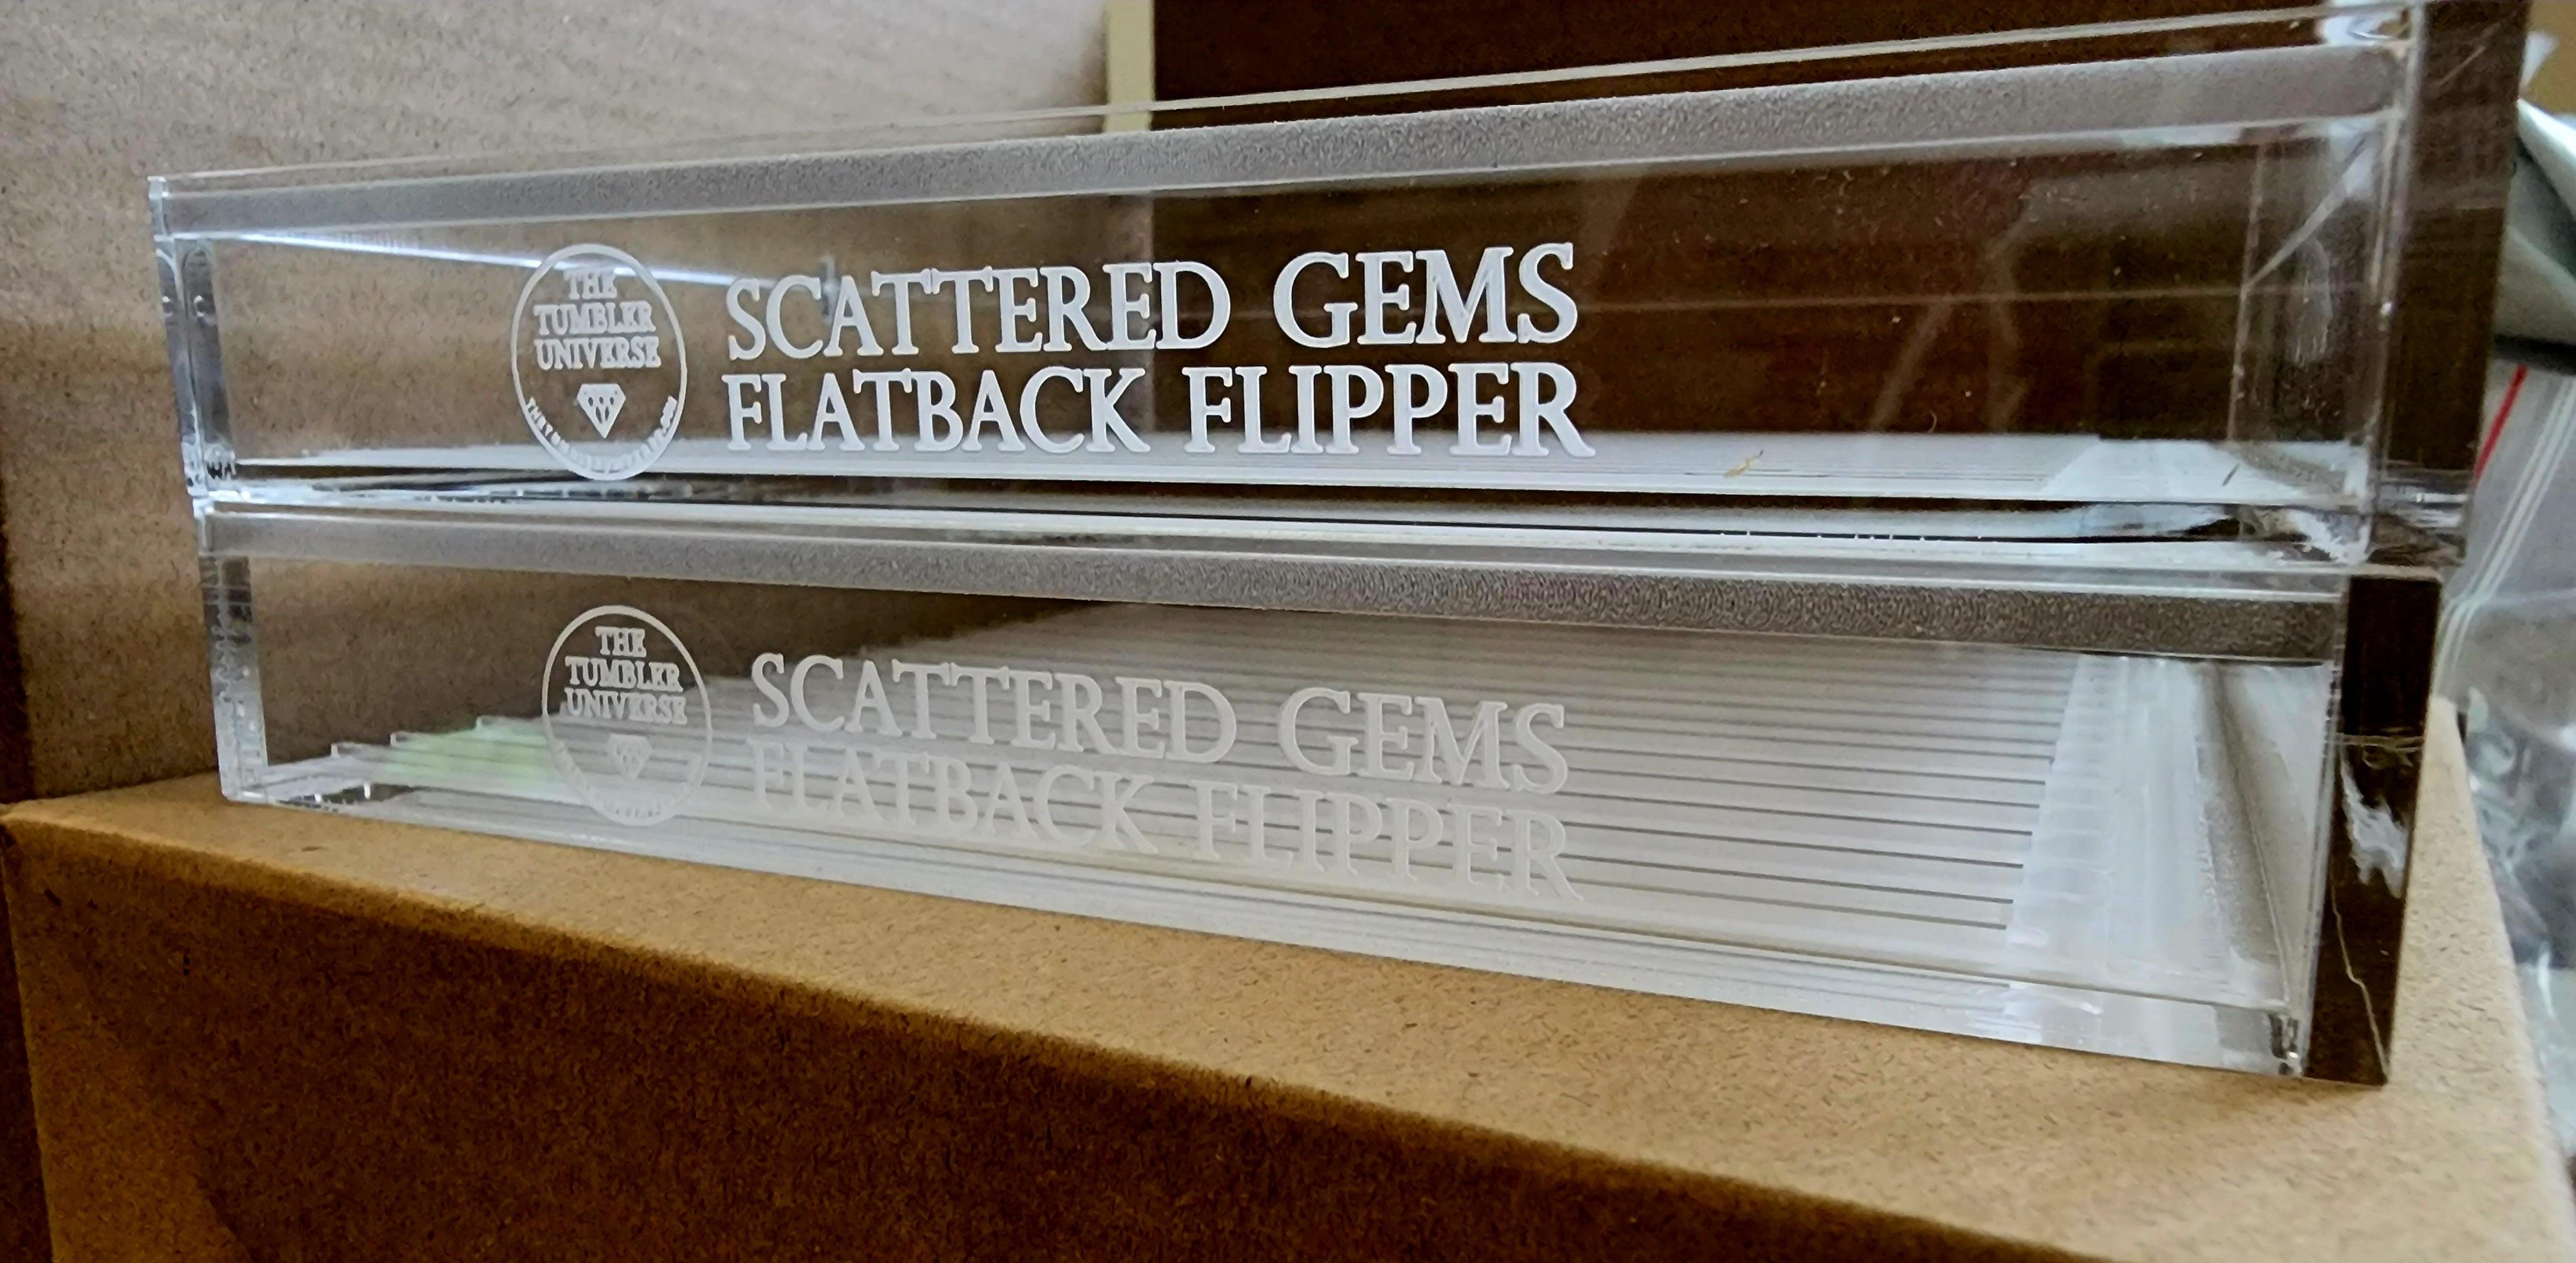 THE
TUMBLER
UNIVERSE
SCATTERED GEMS
FLATBACK FLIPPER
THE
TUMBLER
UNIVERSE
SCATTERED GEMS
FLATBACK FLIPPER